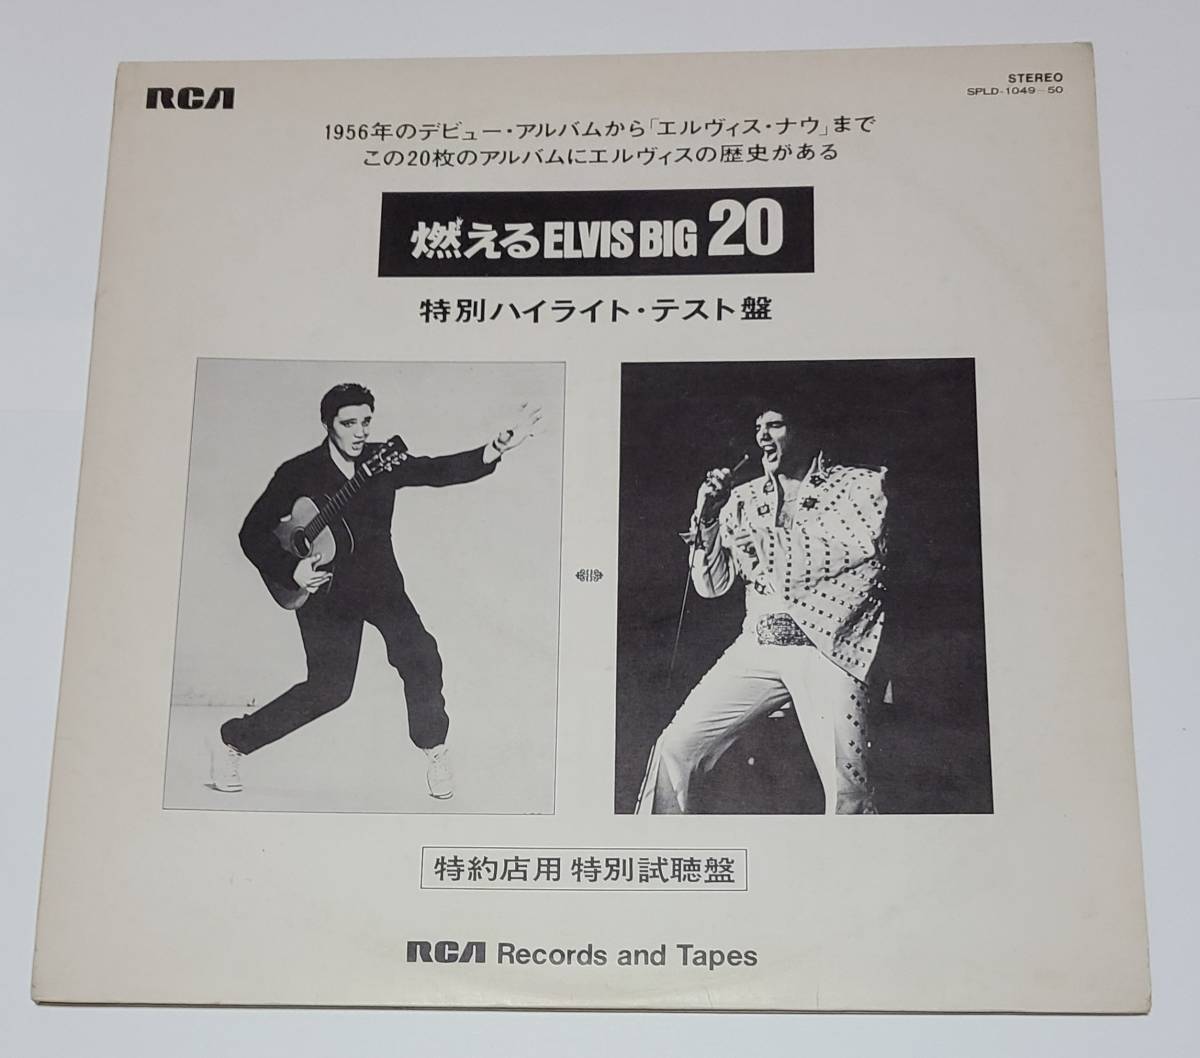 RCA
STEREO
SPLD-1049-50
1956年のデビュー・アルバムから「エルヴィス・ナウ」まで
この20枚のアルバムにエルヴィスの歴史がある
燃えるELVIS BIG 20
特別ハイライト・テスト盤
特約店用 特別試聴盤
RCA Records and Tapes